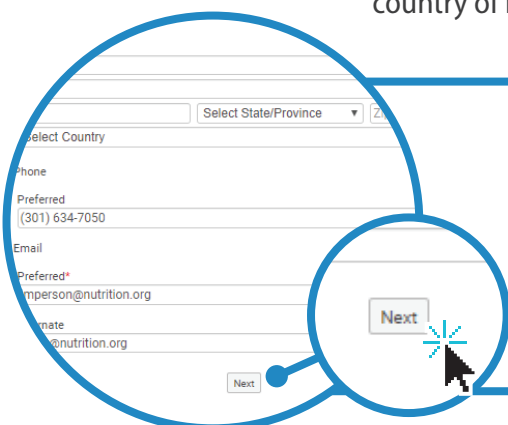 country of
Select State/Province
Select Country
Phone
Preferred
(301) 634-7050
Email
Preferred*
mperson@nutrition.org
@nutrition.org
Next
Next